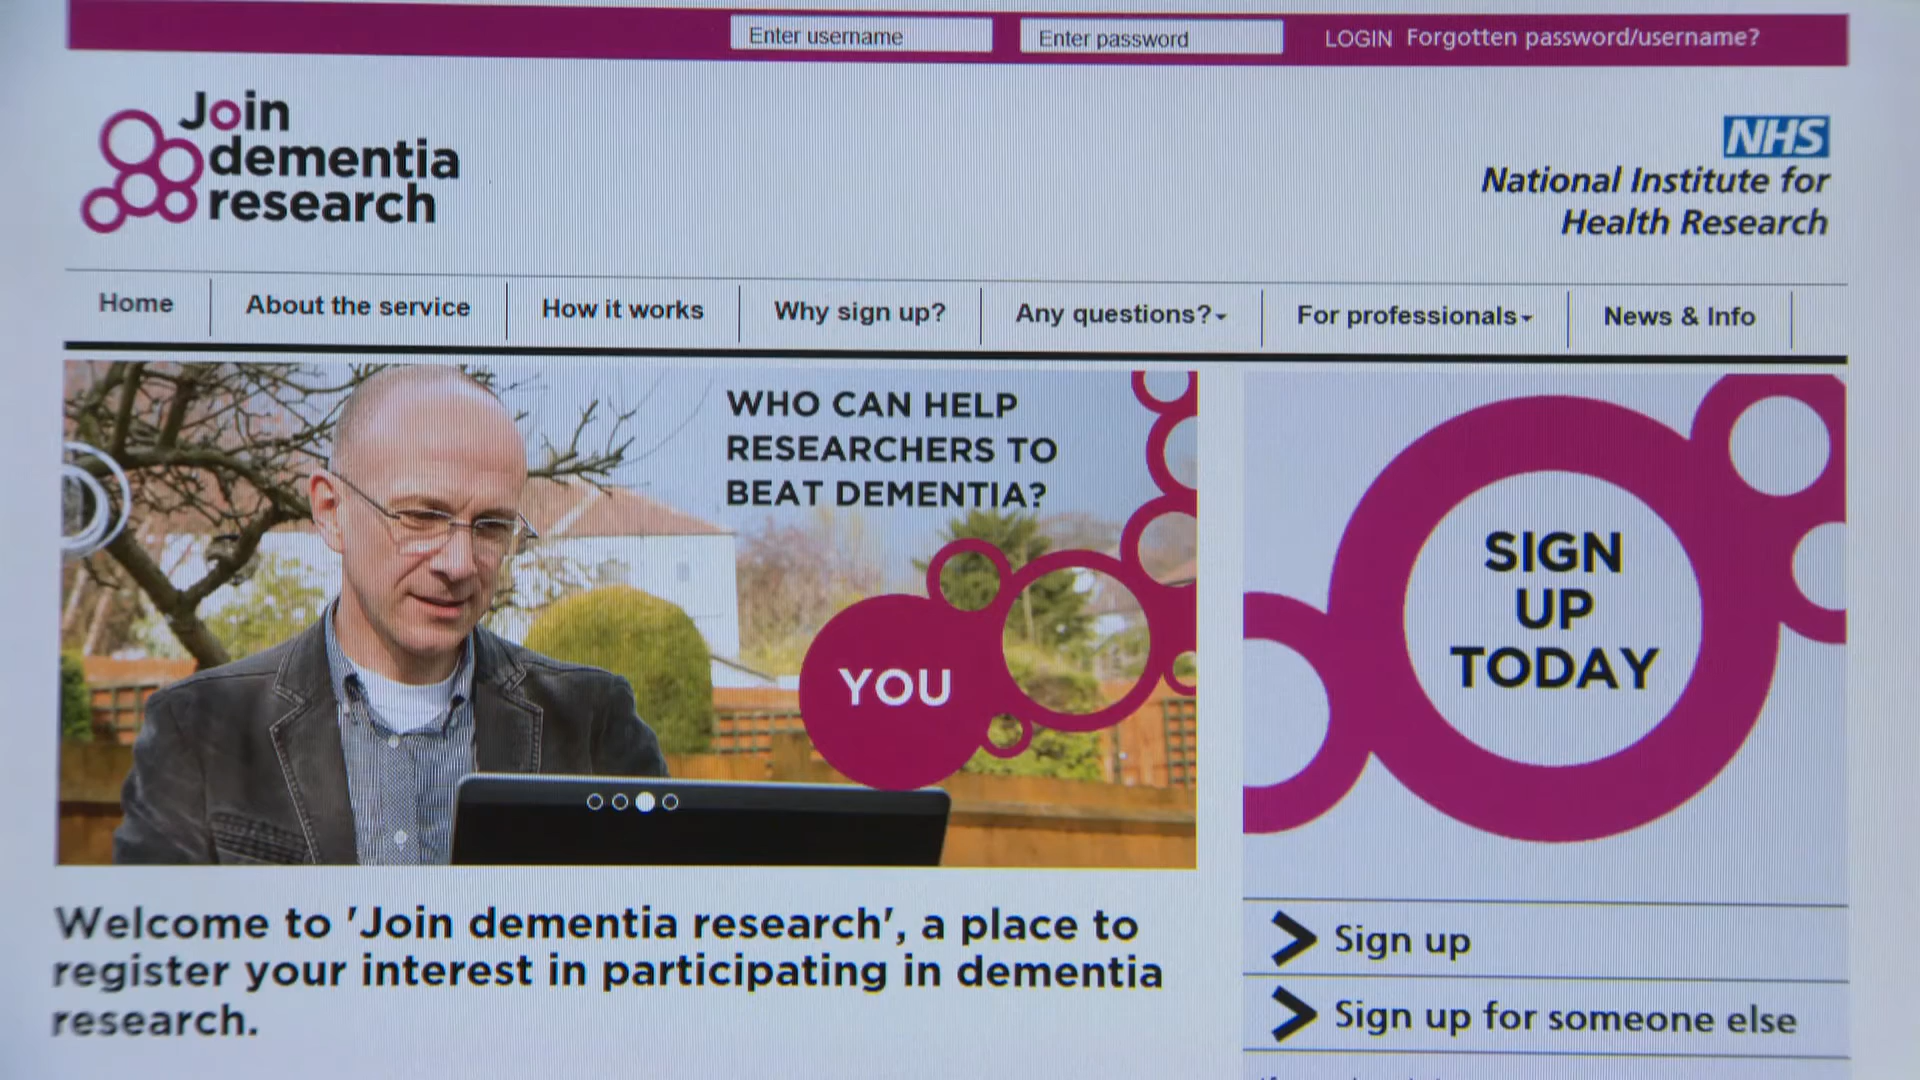 Enter username
Enter password
LOGIN Forgotten password/username?
Join
dementia
research
NHS
National Institute for
Health Research
Home
About the service
How it works
Why sign up?
Any questions?
For professionals
News & Info
WHO CAN HELP
RESEARCHERS TO
BEAT DEMENTIA?
YOU
SIGN
UP
TODAY
Welcome to 'Join dementia research', a place to
register your interest in participating in dementia
research.
Sign up
Sign up for someone else